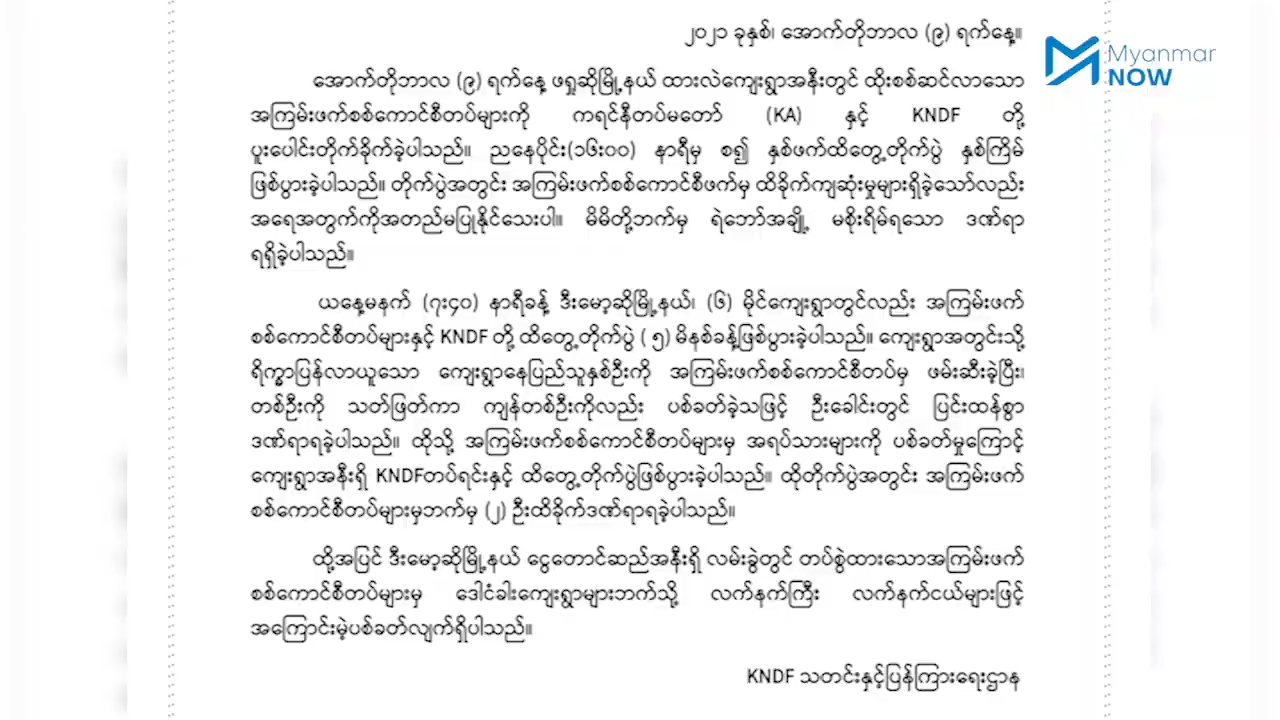 ၂၀၂၁ ခုနှစ်၊ အောက်တိုဘာလ (၉) ရက်နေ့။
Myanmar
NOW
အောက်တိုဘာလ (၉) ရက်နေ့ ဖရူဆိုမြို့နယ် ထားလဲကျေးရွာအနီးတွင် ထိုးစစ်ဆင်လာသော
အကြမ်းဖက်စစ်ကောင်စီတပ်များကို ကရင်နီတပ်မတော် (KA) နှင့် KNDF တို့
ပူးပေါင်းတိုက်ခိုက်ခဲ့ပါသည်။ ညနေပိုင်း(၁၆း၀၀) နာရီမှ စ၍ နှစ်ဖက်ထိတွေ့တိုက်ပွဲ နှစ်ကြိမ်
ဖြစ်ပွားခဲ့ပါသည်။ တိုက်ပွဲအတွင်း အကြမ်းဖက်စစ်ကောင်စီဖက်မှ ထိခိုက်ကျဆုံးမှုများရှိခဲ့သော်လည်း
အရေအတွက်ကိုအတည်မပြုနိုင်သေးပါ။ မိမိတို့ဘက်မှ ရဲဘော်အချို့ မစိုးရိမ်ရသော ဒဏ်ရာ
ရရှိခဲ့ပါသည်။
ယနေ့မနက် (၇း၄၀) နာရီခန့် ဒီးမော့ဆိုမြို့နယ်၊ (၆) မိုင်ကျေးရွာတွင်လည်း အကြမ်းဖက်
စစ်ကောင်စီတပ်များနှင့် KNDF တို့ ထိတွေ့တိုက်ပွဲ ( ၅) မိနစ်ခန့်ဖြစ်ပွားခဲ့ပါသည်။ ကျေးရွာအတွင်းသို့
ရိက္ခာပြန်လာယူသော ကျေးရွာနေပြည်သူနှစ်ဦးကို အကြမ်းဖက်စစ်ကောင်စီတပ်မှ ဖမ်းဆီးခဲ့ပြီး၊
တစ်ဦးကို သတ်ဖြတ်ကာ ကျန်တစ်ဦးကိုလည်း ပစ်ခတ်ခဲ့သဖြင့် ဦးခေါင်းတွင် ပြင်းထန်စွာ
ဒဏ်ရာရခဲ့ပါသည်။ ထိုသို့ အကြမ်းဖက်စစ်ကောင်စီတပ်များမှ အရပ်သားများကို ပစ်ခတ်မှုကြောင့်
ကျေးရွာအနီးရှိ KNDFတပ်ရင်းနှင့် ထိတွေ့တိုက်ပွဲဖြစ်ပွားခဲ့ပါသည်။ ထိုတိုက်ပွဲအတွင်း အကြမ်းဖက်
စစ်ကောင်စီတပ်များမှဘက်မှ (၂) ဦးထိခိုက်ဒဏ်ရာရခဲ့ပါသည်။
ထို့အပြင် ဒီးမော့ဆိုမြို့နယ် ငွေတောင်ဆည်အနီးရှိ လမ်းခွဲတွင် တပ်စွဲထားသောအကြမ်းဖက်
စစ်ကောင်စီတပ်များမှ ဒေါငံခါးကျေးရွာများဘက်သို့ လက်နက်ကြီး လက်နက်ငယ်များဖြင့်
အကြောင်းမဲ့ပစ်ခတ်လျက်ရှိပါသည်။
KNDF သတင်းနှင့်ပြန်ကြားရေးဌာန